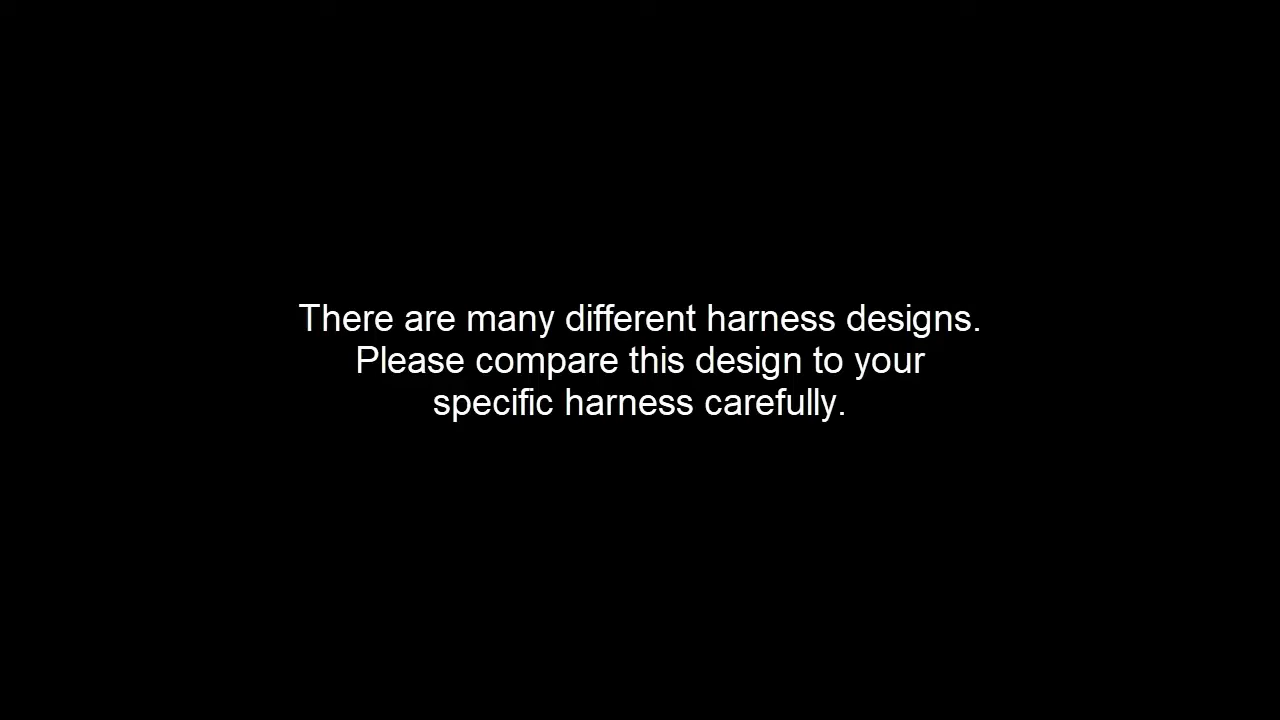 There are many different harness designs.
Please compare this design to your
specific harness carefully.